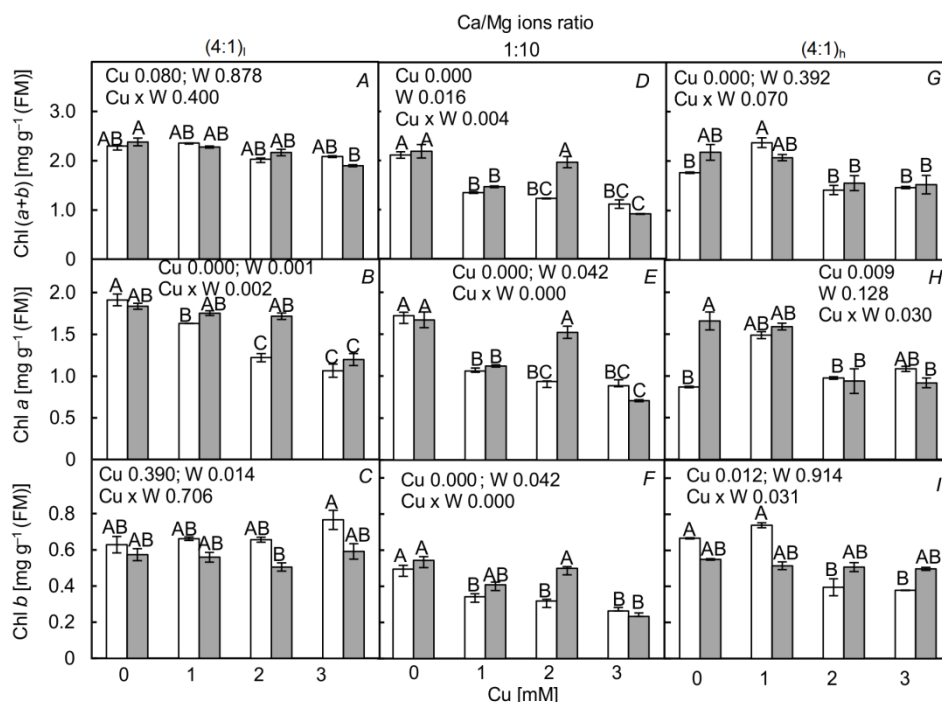 Ca/Mg ions ratio
(4:1)l 1:10 (4:1)h
Chl (a+b) [mg g⁻¹ (FM)]
3.0
2.0
1.0
0
Cu 0.080; W 0.878
Cu x W 0.400
A
AB A AB AB AB AB AB B
Cu 0.000
W 0.016
Cu x W 0.004
D
A A B B BC A BC C
Cu 0.000; W 0.392
Cu x W 0.070
G
B AB A AB B B B B
Chl a [mg g⁻¹ (FM)]
2.0
1.5
1.0
0.5
0
Cu 0.000; W 0.001
Cu x W 0.002
B
A AB B AB C AB C C
Cu 0.000; W 0.042
Cu x W 0.000
E
A A B B BC A BC C
Cu 0.009
W 0.128
Cu x W 0.030
H
B A AB AB B B AB B
Chl b [mg g⁻¹ (FM)]
0.8
0.6
0.4
0.2
0
Cu 0.390; W 0.014
Cu x W 0.706
C
AB AB AB AB AB B A AB
Cu 0.000; W 0.042
Cu x W 0.000
F
A A B AB B A B B
Cu 0.012; W 0.914
Cu x W 0.031
I
A AB A AB B AB B AB
0 1 2 3 0 1 2 3 0 1 2 3
Cu [mM]